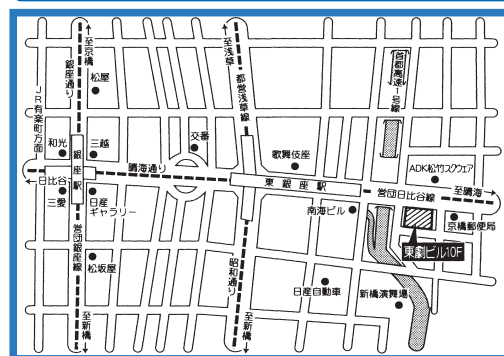 至京橋
銀座通り
松屋
至浅草
都営浅草線
首都高速1号線
JR有楽町方面
和光
三越
銀座駅
交番
晴海通り
歌舞伎座
ADK松竹スクウェア
日比谷
三愛
日産
ギャラリー
東銀座駅
営団日比谷線
至晴海
南海ビル
京橋郵便局
東劇ビル10F
営団銀座線
松坂屋
昭和通り
日産自動車
新橋演舞場
至新橋
至新橋